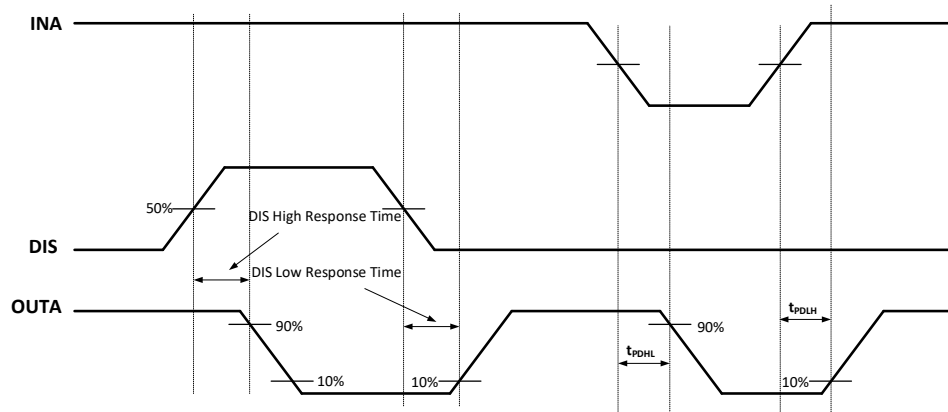 INA
50%
DIS High Response Time
DIS
DIS Low Response Time
OUTA
90%
90%
tPDLH
tPDHL
10%
10%
10%